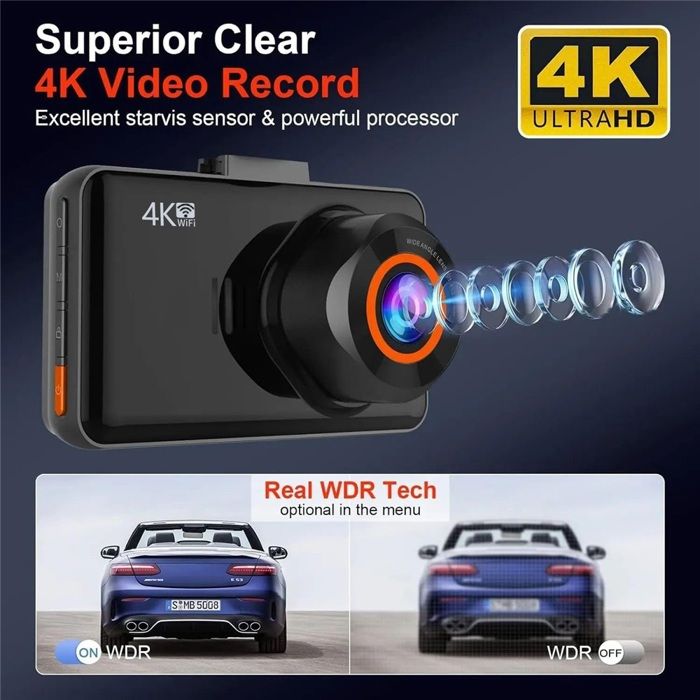 Superior Clear
4K Video Record
Excellent starvis sensor & powerful processor
4K
ULTRAHD
4K
WiFi
WIDE ANGLE LENS
M
Real WDR Tech
optional in the menu
E 53
S MB 5008
ON WDR
WDR OFF